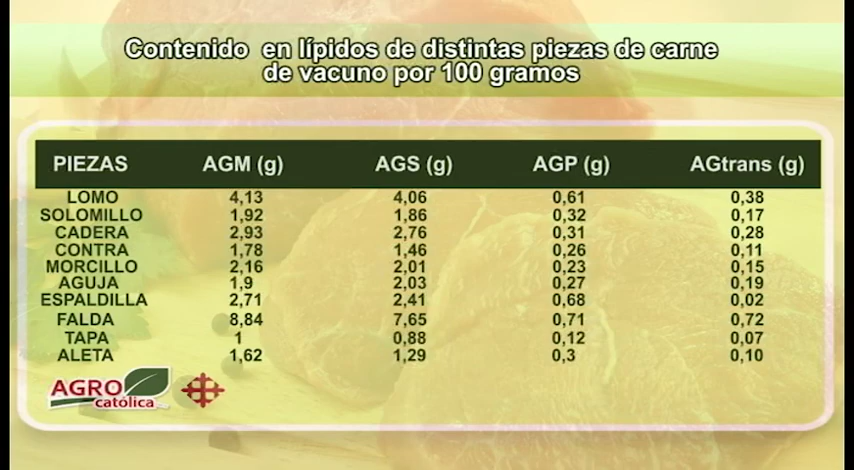 Contenido en lípidos de distintas piezas de carne
de vacuno por 100 gramos
PIEZAS AGM (g) AGS (g) AGP (g) AGtrans (g)
LOMO 4,13 4,06 0,61 0,38
SOLOMILLO 1,92 1,86 0,32 0,17
CADERA 2,93 2,76 0,31 0,28
CONTRA 1,78 1,46 0,26 0,11
MORCILLO 2,16 2,01 0,23 0,15
AGUJA 1,9 2,03 0,27 0,19
ESPALDILLA 2,71 2,41 0,68 0,02
FALDA 8,84 7,65 0,71 0,72
TAPA 1 0,88 0,12 0,07
ALETA 1,62 1,29 0,3 0,10
AGRO
católica